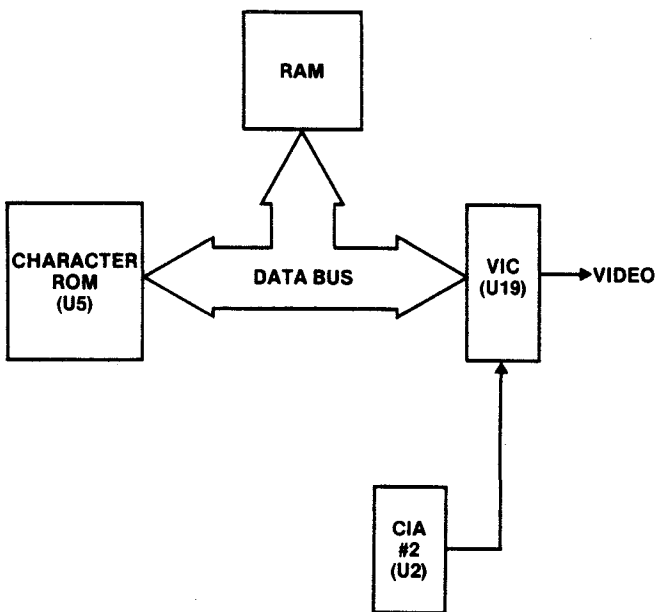 RAM
CHARACTER
ROM
(U5)
DATA BUS
VIC
(U19)
VIDEO
CIA
#2
(U2)